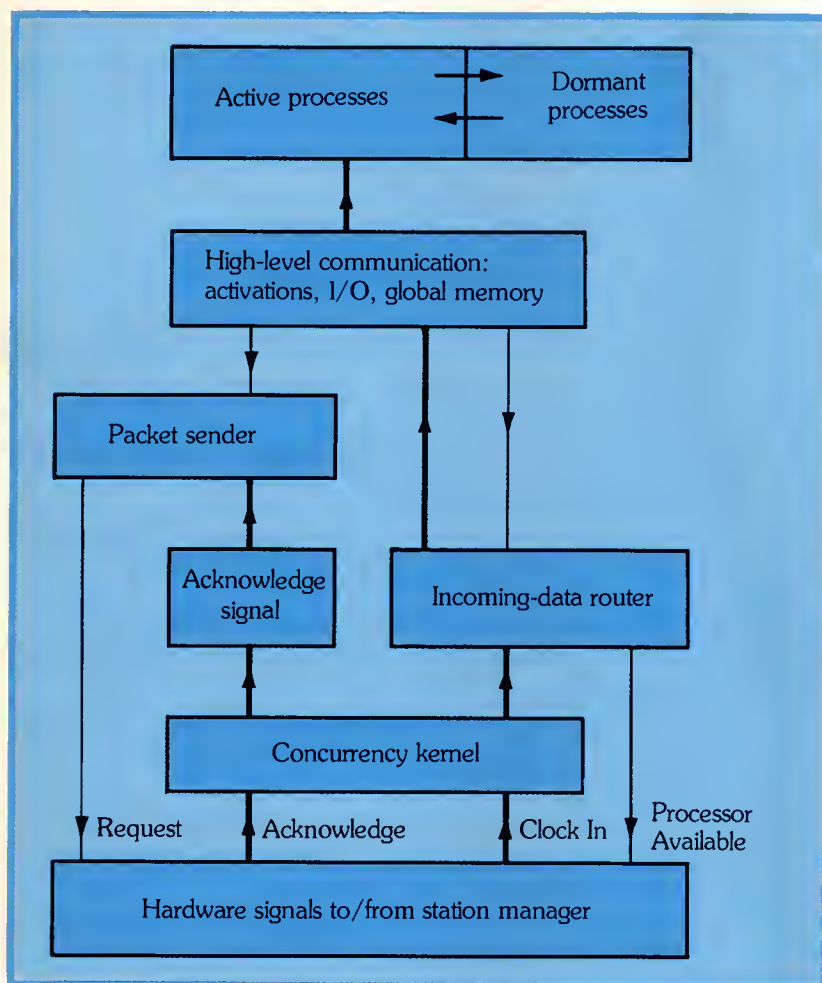 Active processes
Dormant
processes
High-level communication:
activations, I/O, global memory
Packet sender
Acknowledge
signal
Incoming-data router
Concurrency kernel
Request
Acknowledge
Clock In
Processor
Available
Hardware signals to/from station manager